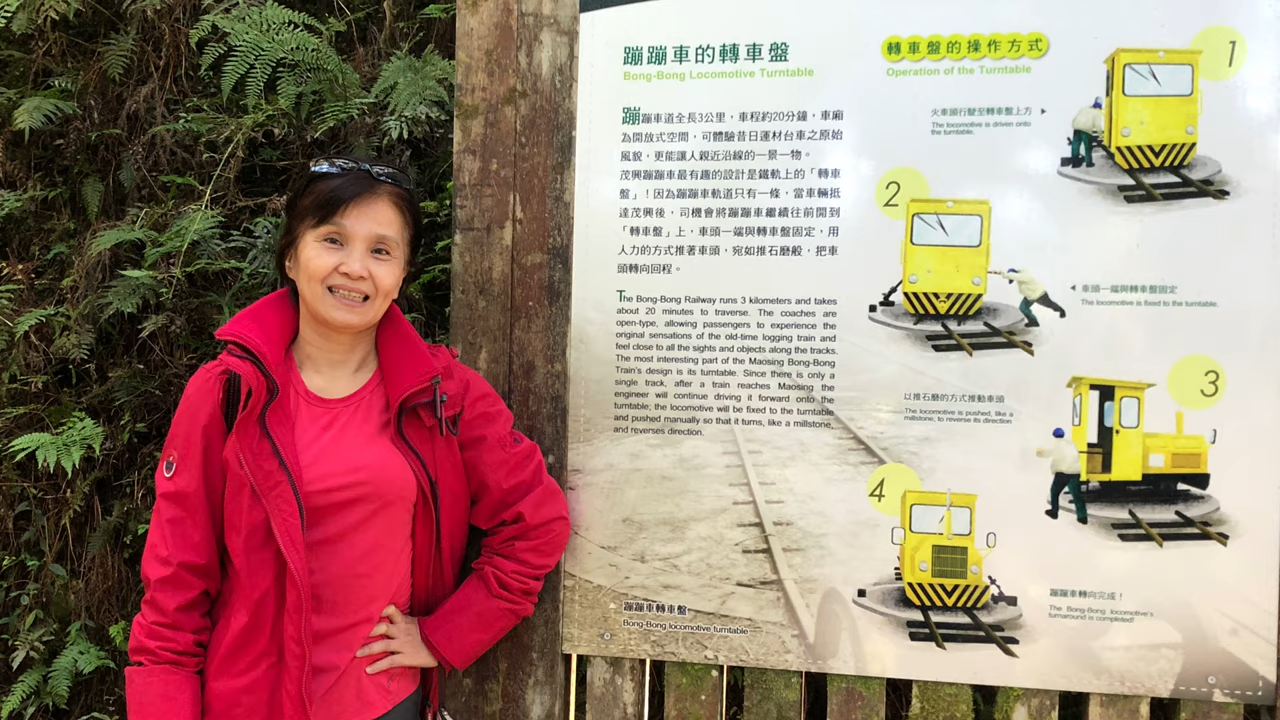 蹦蹦車的轉車盤
Bong-Bong Locomotive Turntable
蹦蹦車道全長3公里，車程約20分鐘，車廂
為開放式空間，可體驗昔日運材台車之原始
風貌，更能讓人親近沿線的一景一物。
茂興蹦蹦車最有趣的設計是鐵軌上的「轉車
盤」！因為蹦蹦車軌道只有一條，當車輛抵
達茂興後，司機會將蹦蹦車繼續往前開到
「轉車盤」上，車頭一端與轉車盤固定，用
人力的方式推著車頭，宛如推石磨般，把車
頭轉向回程。
The Bong-Bong Railway runs 3 kilometers and takes
about 20 minutes to traverse. The coaches are
open-type, allowing passengers to experience the
original sensations of the old-time logging train and
feel close to all the sights and objects along the tracks.
The most interesting part of the Maosing Bong-Bong
Train's design is its turntable. Since there is only a
single track, after a train reaches Maosing the
engineer will continue driving it forward onto the
turntable; the locomotive will be fixed to the turntable
and pushed manually so that it turns, like a millstone,
and reverses direction.
蹦蹦車轉車盤
Bong-Bong locomotive turntable
轉車盤的操作方式
Operation of the Turntable
1
火車頭行駛至轉車盤上方
The locomotive is driven onto
the turntable.
2
車頭一端與轉車盤固定
The locomotive is fixed to the turntable.
3
以推石磨的方式推動車頭
The locomotive is pushed, like a
millstone, to reverse its direction
4
蹦蹦車轉向完成！
The Bong-Bong locomotive's
turnaround is completed!